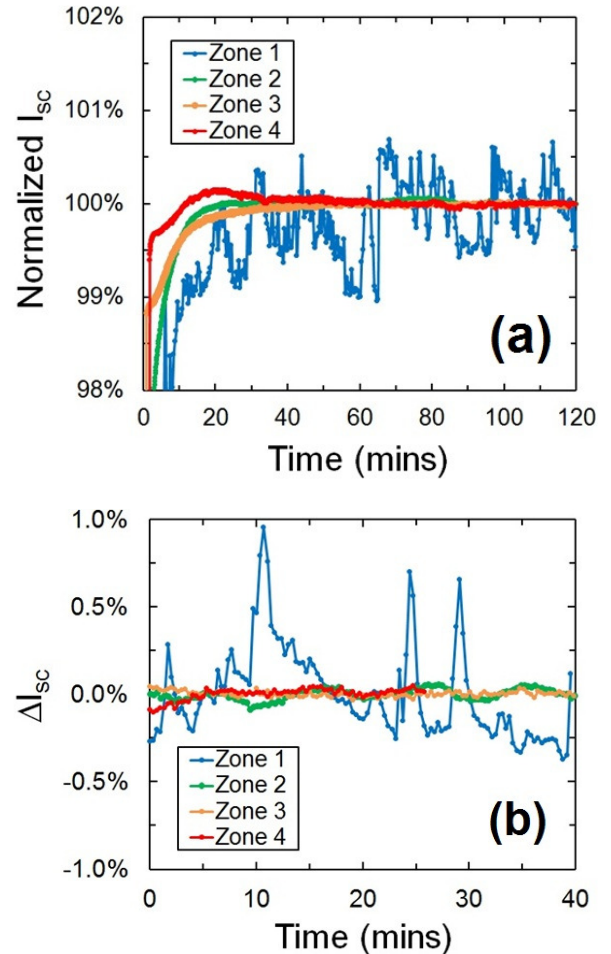 102%
101%
100%
99%
98%
Normalized Isc
Zone 1
Zone 2
Zone 3
Zone 4
(a)
0 20 40 60 80 100 120
Time (mins)
1.0%
0.5%
0.0%
-0.5%
-1.0%
ΔIsc
Zone 1
Zone 2
Zone 3
Zone 4
(b)
0 10 20 30 40
Time (mins)